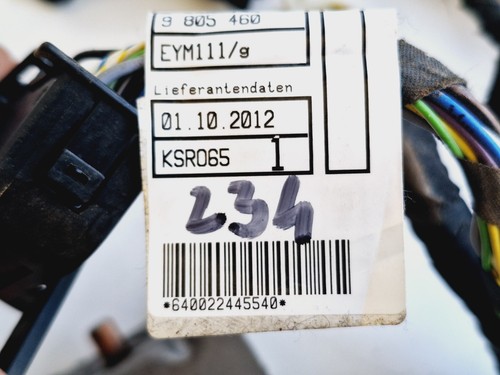 9 805 460
EYM111/g
Lieferantendaten
01.10.2012
KSR065 1
234
*640022445540*